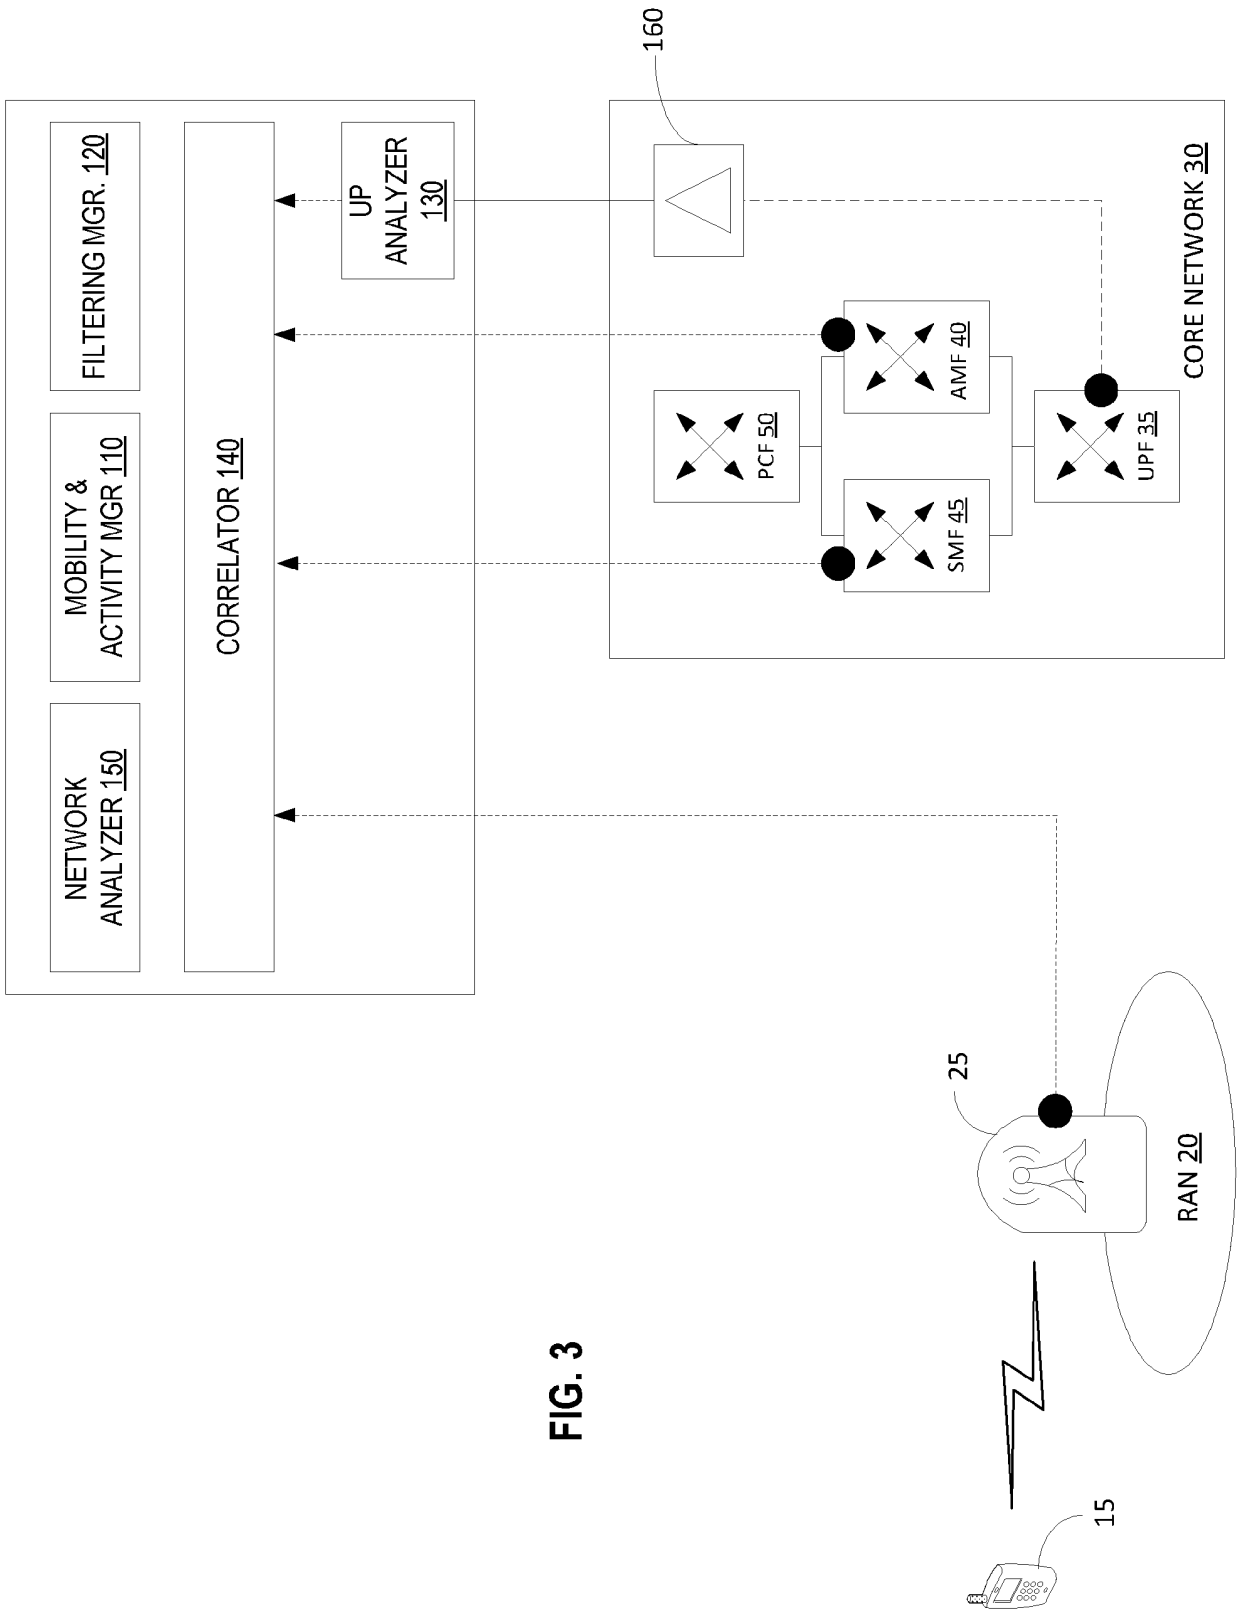 NETWORK
ANALYZER 150
MOBILITY &
ACTIVITY MGR 110
FILTERING MGR. 120
CORRELATOR 140
UP
ANALYZER
130
160
PCF 50
SMF 45
AMF 40
UPF 35
CORE NETWORK 30
25
RAN 20
15
FIG. 3